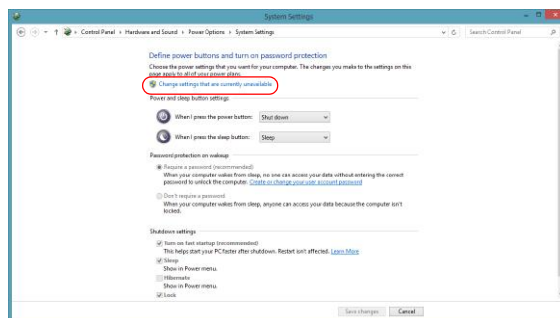 System Settings
Control Panel › Hardware and Sound › Power Options › System Settings
Search Control Panel
Define power buttons and turn on password protection
Choose the power settings that you want for your computer. The changes you make to the settings on this
page apply to all of your power plans.
Change settings that are currently unavailable
Power and sleep button settings
When I press the power button: Shut down
When I press the sleep button: Sleep
Password protection on wakeup
Require a password (recommended)
When your computer wakes from sleep, no one can access your data without entering the correct
password to unlock the computer. Create or change your user account password
Don't require a password
When your computer wakes from sleep, anyone can access your data because the computer isn't
locked.
Shutdown settings
Turn on fast startup (recommended)
This helps start your PC faster after shutdown. Restart isn't affected. Learn More
Sleep
Show in Power menu.
Hibernate
Show in Power menu.
Lock
Save changes Cancel